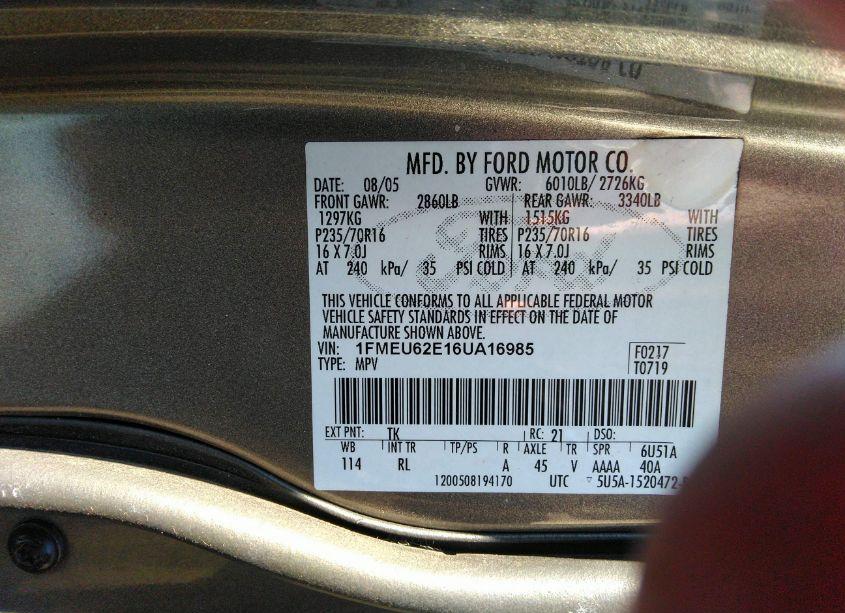 MFD. BY FORD MOTOR CO.
DATE: 08/05 GVWR: 6010LB/ 2726KG
FRONT GAWR: 2860LB REAR GAWR: 3340LB
1297KG WITH 1515KG WITH
P235/70R16 TIRES P235/70R16 TIRES
16 X 7.0J RIMS 16 X 7.0J RIMS
AT 240 kPa/ 35 PSI COLD AT 240 kPa/ 35 PSI COLD
THIS VEHICLE CONFORMS TO ALL APPLICABLE FEDERAL MOTOR
VEHICLE SAFETY STANDARDS IN EFFECT ON THE DATE OF
MANUFACTURE SHOWN ABOVE.
VIN: 1FMEU62E16UA16985 F0217
TYPE: MPV T0719
EXT PNT: TK RC: 21 DSO:
WB INT TR TP/PS R AXLE TR SPR 6U51A
114 RL A 45 V AAAA 40A
1200508194170 UTC 5U5A-1520472-